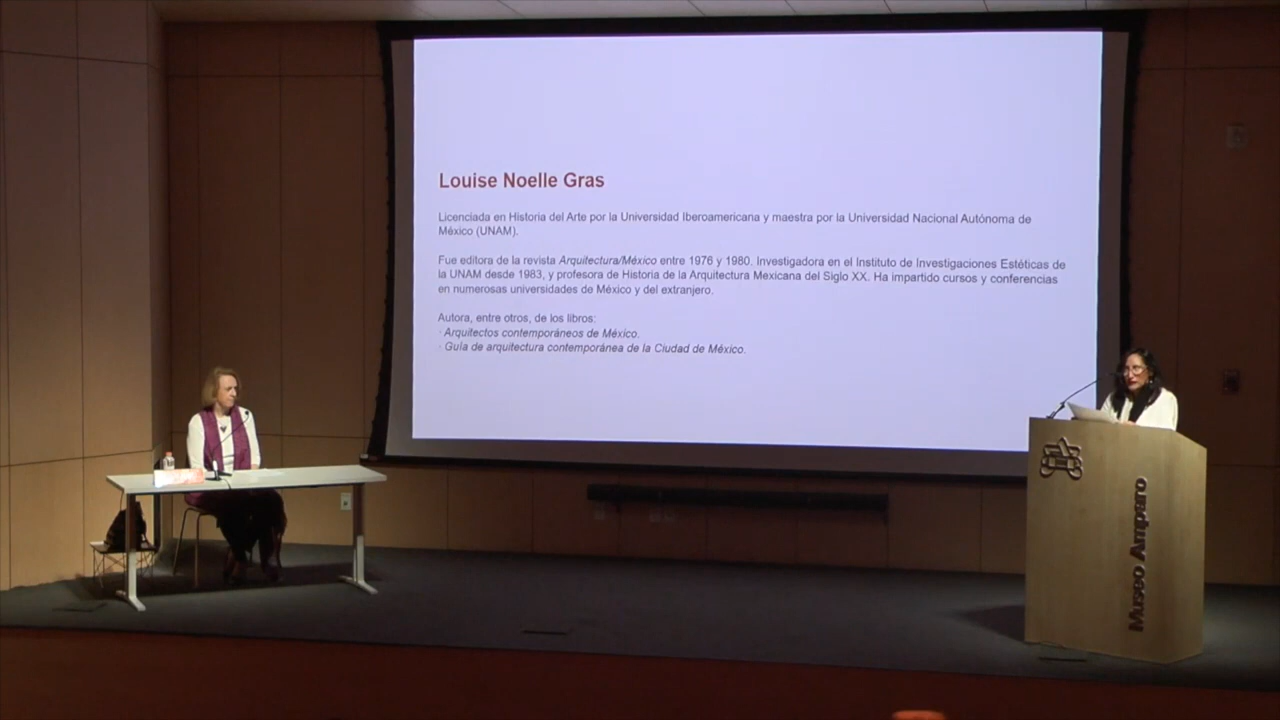 Louise Noelle Gras
Licenciada en Historia del Arte por la Universidad Iberoamericana y maestra por la Universidad Nacional Autónoma de
México (UNAM).
Fue editora de la revista Arquitectura/México entre 1976 y 1980. Investigadora en el Instituto de Investigaciones Estéticas de
la UNAM desde 1983, y profesora de Historia de la Arquitectura Mexicana del Siglo XX. Ha impartido cursos y conferencias
en numerosas universidades de México y del extranjero.
Autora, entre otros, de los libros:
· Arquitectos contemporáneos de México.
· Guía de arquitectura contemporánea de la Ciudad de México.
Museo Amparo